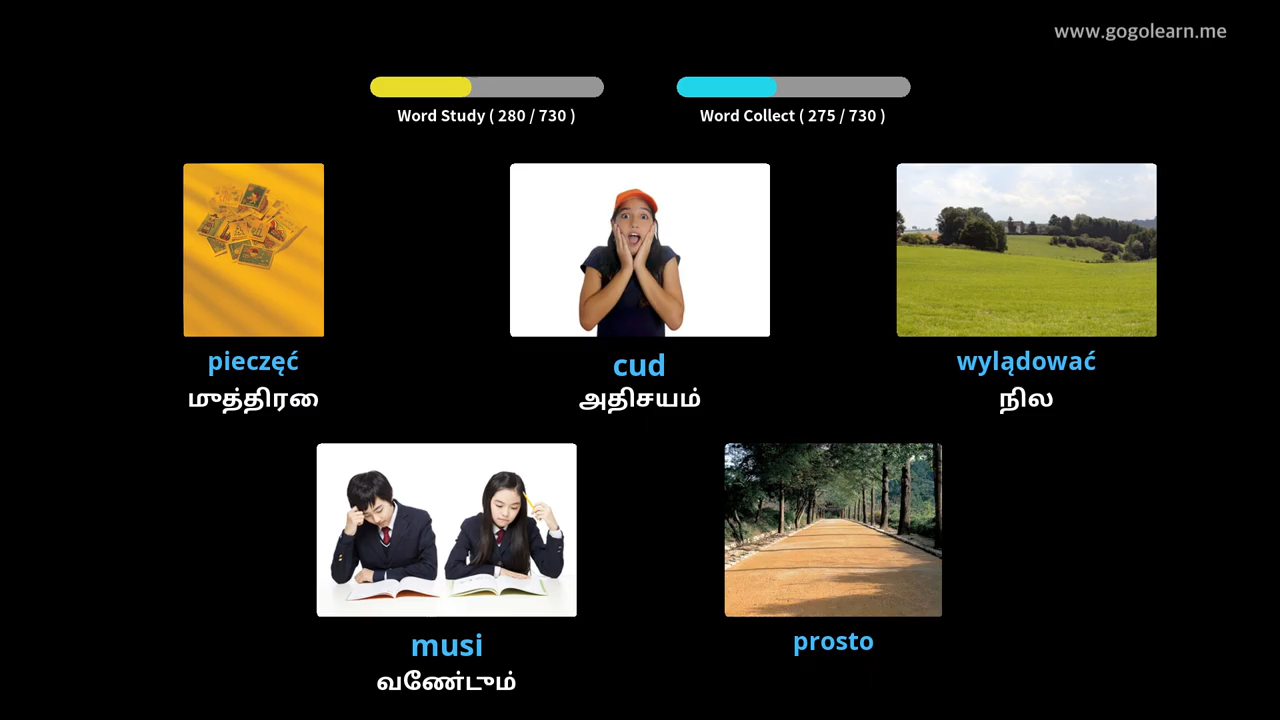 www.gogolearn.me
Word Study ( 280 / 730 )
Word Collect ( 275 / 730 )
pieczęć
cud
wylądować
முத்திரை
அதிசயம்
நில
musi
prosto
வேண்டும்